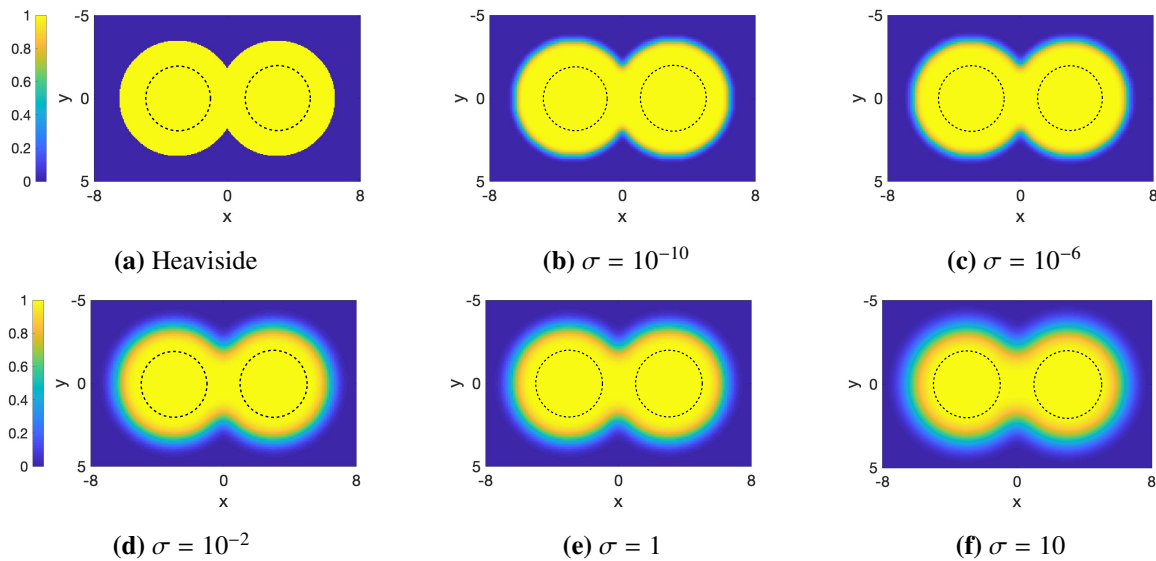 1
0.8
0.6
0.4
0.2
0
-5
y 0
5
-8 0 8
x
-5
y 0
5
-8 0 8
x
-5
y 0
5
-8 0 8
x
(a) Heaviside
(b) σ = 10⁻¹⁰
(c) σ = 10⁻⁶
1
0.8
0.6
0.4
0.2
0
-5
y 0
5
-8 0 8
x
-5
y 0
5
-8 0 8
x
-5
y 0
5
-8 0 8
x
(d) σ = 10⁻²
(e) σ = 1
(f) σ = 10